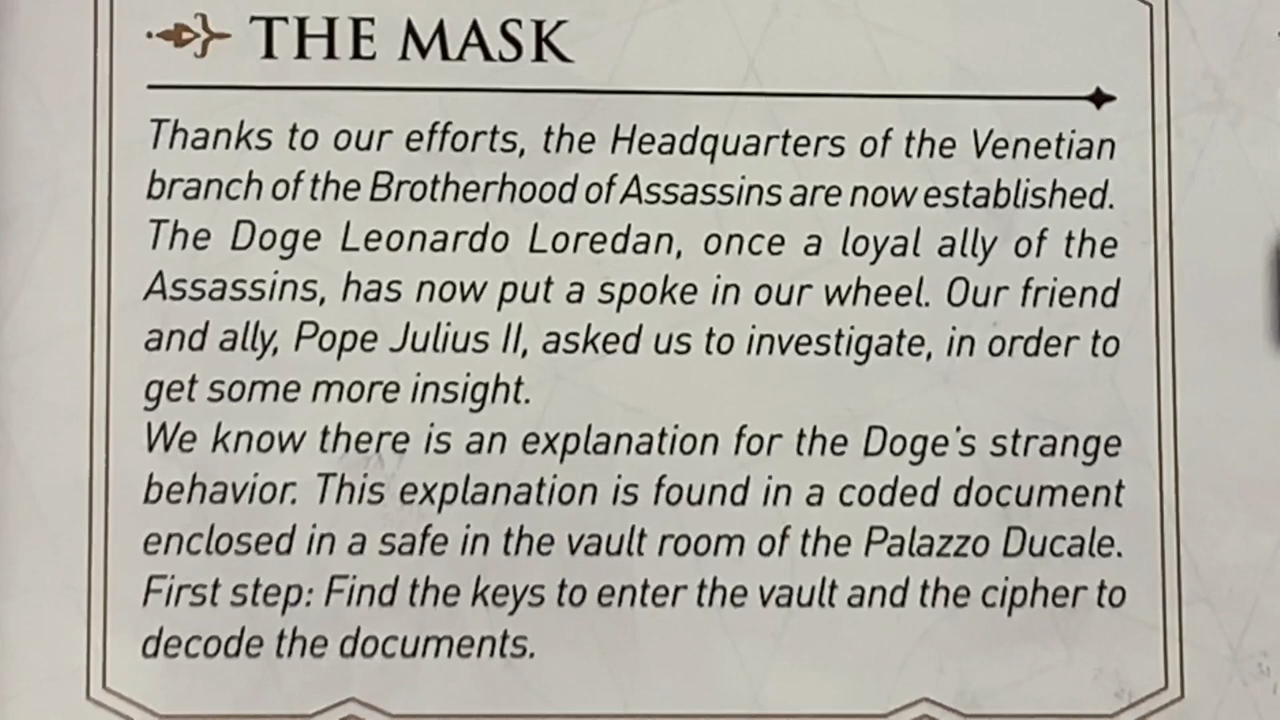 THE MASK
Thanks to our efforts, the Headquarters of the Venetian
branch of the Brotherhood of Assassins are now established.
The Doge Leonardo Loredan, once a loyal ally of the
Assassins, has now put a spoke in our wheel. Our friend
and ally, Pope Julius II, asked us to investigate, in order to
get some more insight.
We know there is an explanation for the Doge's strange
behavior. This explanation is found in a coded document
enclosed in a safe in the vault room of the Palazzo Ducale.
First step: Find the keys to enter the vault and the cipher to
decode the documents.